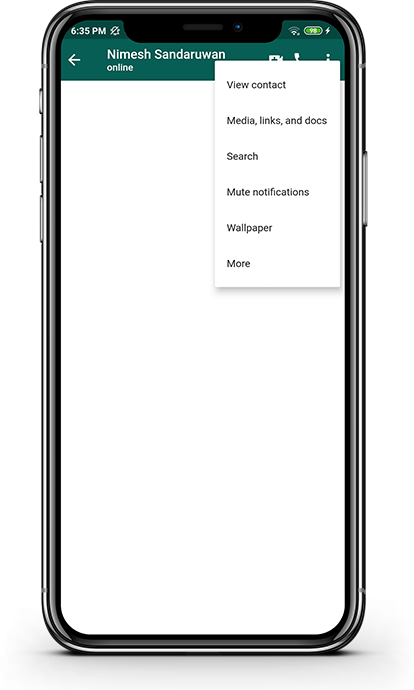 6:35 PM 98
Nimesh Sandaruwan
online
View contact
Media, links, and docs
Search
Mute notifications
Wallpaper
More